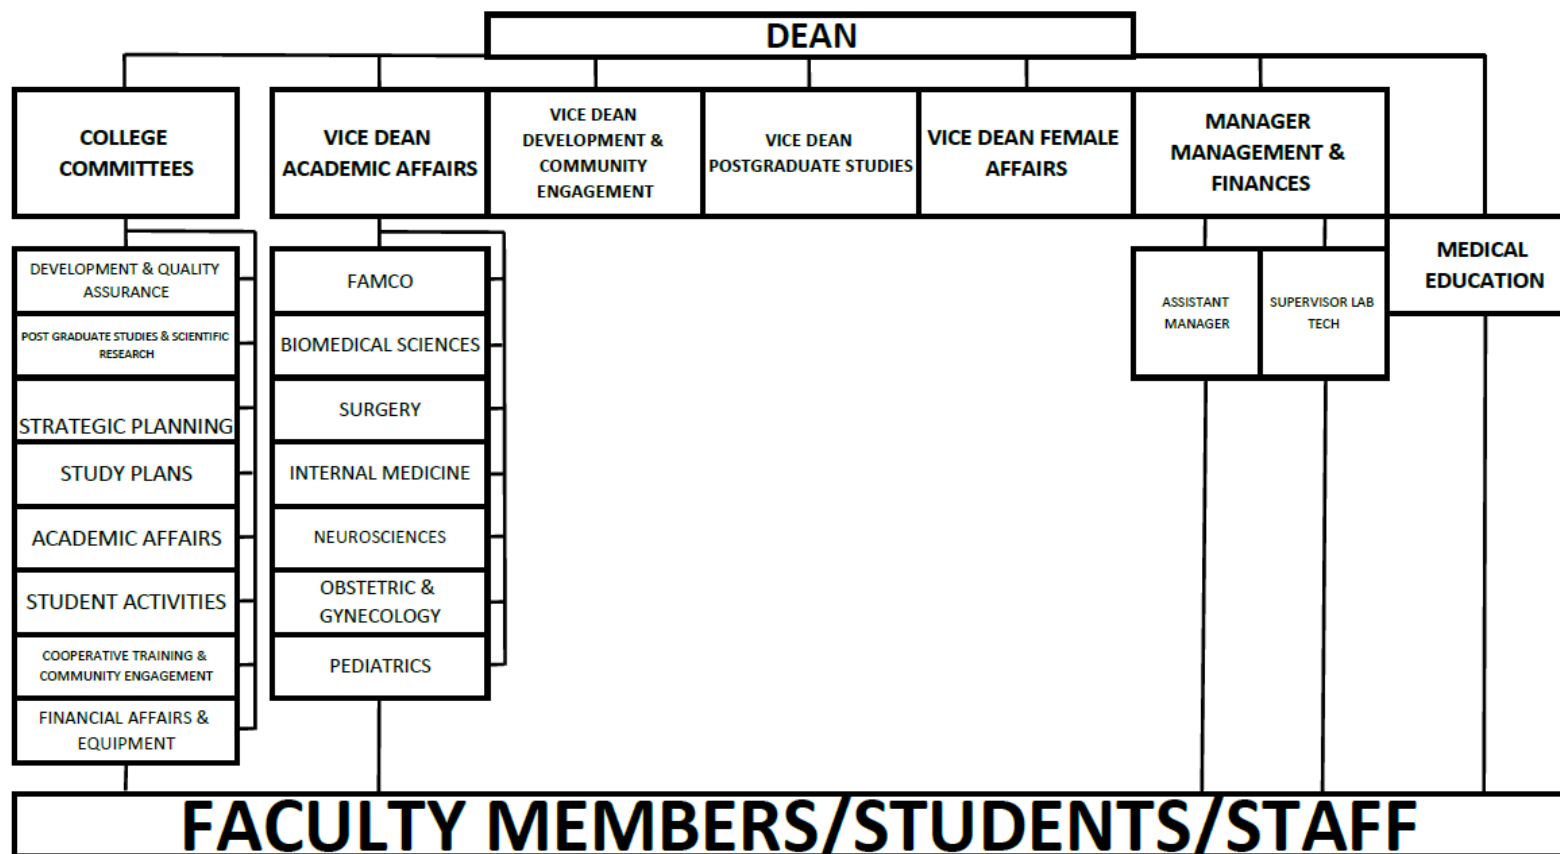 DEAN
COLLEGE
COMMITTEES
VICE DEAN
ACADEMIC AFFAIRS
VICE DEAN
DEVELOPMENT &
COMMUNITY
ENGAGEMENT
VICE DEAN
POSTGRADUATE STUDIES
VICE DEAN FEMALE
AFFAIRS
MANAGER
MANAGEMENT &
FINANCES
MEDICAL
EDUCATION
DEVELOPMENT & QUALITY
ASSURANCE
POST GRADUATE STUDIES & SCIENTIFIC
RESEARCH
STRATEGIC PLANNING
STUDY PLANS
ACADEMIC AFFAIRS
STUDENT ACTIVITIES
COOPERATIVE TRAINING &
COMMUNITY ENGAGEMENT
FINANCIAL AFFAIRS &
EQUIPMENT
FAMCO
BIOMEDICAL SCIENCES
SURGERY
INTERNAL MEDICINE
NEUROSCIENCES
OBSTETRIC &
GYNECOLOGY
PEDIATRICS
ASSISTANT
MANAGER
SUPERVISOR LAB
TECH
FACULTY MEMBERS/STUDENTS/STAFF